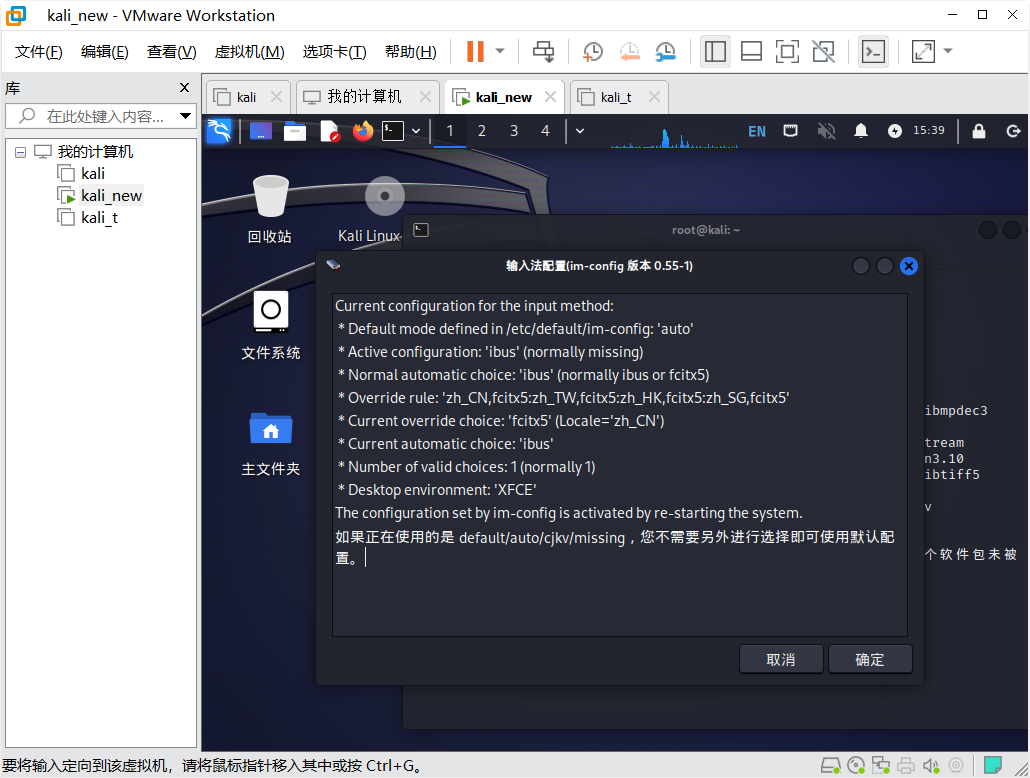 kali_new - VMware Workstation
文件(F) 编辑(E) 查看(V) 虚拟机(M) 选项卡(T) 帮助(H)
库
kali 我的计算机 kali_new kali_t
在此处键入内容...
1 2 3 4 EN 15:39
我的计算机
kali
kali_new
kali_t
回收站
Kali Linux
root@kali: ~
输入法配置(im-config 版本 0.55-1)
Current configuration for the input method:
* Default mode defined in /etc/default/im-config: 'auto'
* Active configuration: 'ibus' (normally missing)
* Normal automatic choice: 'ibus' (normally ibus or fcitx5)
* Override rule: 'zh_CN,fcitx5:zh_TW,fcitx5:zh_HK,fcitx5:zh_SG,fcitx5'
* Current override choice: 'fcitx5' (Locale='zh_CN')
* Current automatic choice: 'ibus'
* Number of valid choices: 1 (normally 1)
* Desktop environment: 'XFCE'
The configuration set by im-config is activated by re-starting the system.
如果正在使用的是 default/auto/cjkv/missing，您不需要另外进行选择即可使用默认配
置。
取消 确定
文件系统
主文件夹
ibmpdec3
tream
n3.10
ibtiff5
v
个软件包未被
要将输入定向到该虚拟机，请将鼠标指针移入其中或按 Ctrl+G。